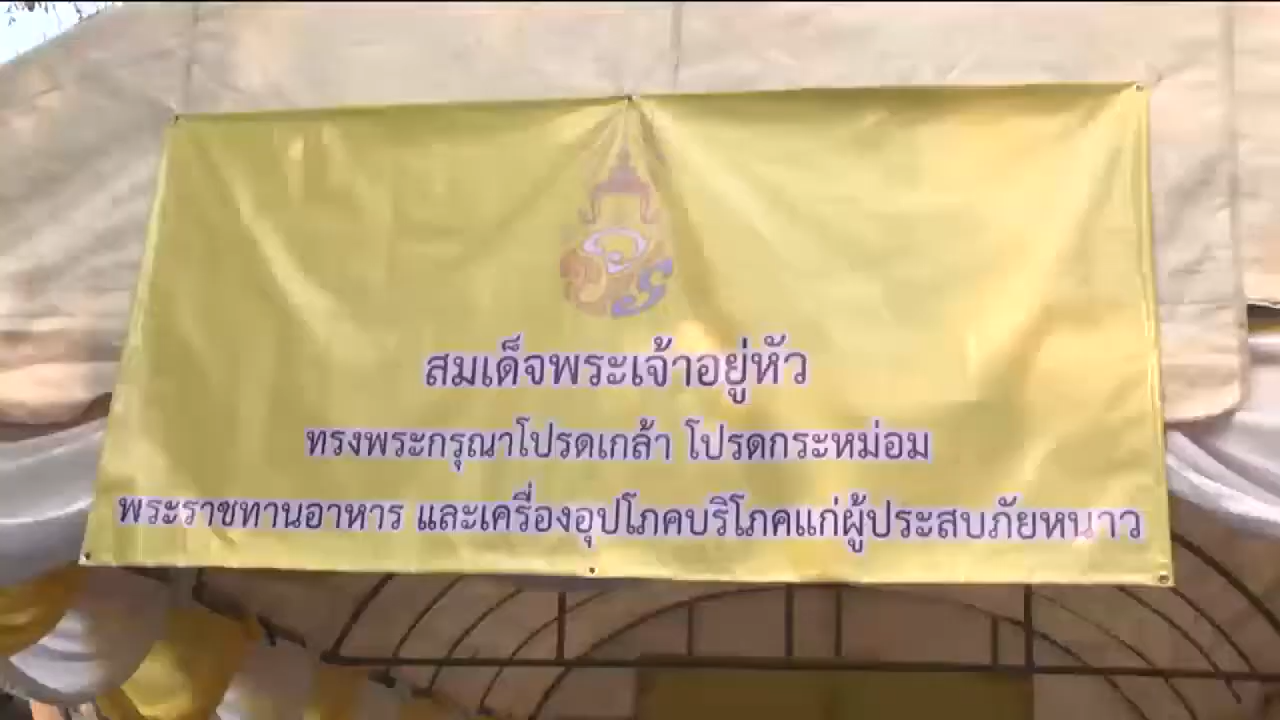 สมเด็จพระเจ้าอยู่หัว
ทรงพระกรุณาโปรดเกล้า โปรดกระหม่อม
พระราชทานอาหาร และเครื่องอุปโภคบริโภคแก่ผู้ประสบภัยหนาว